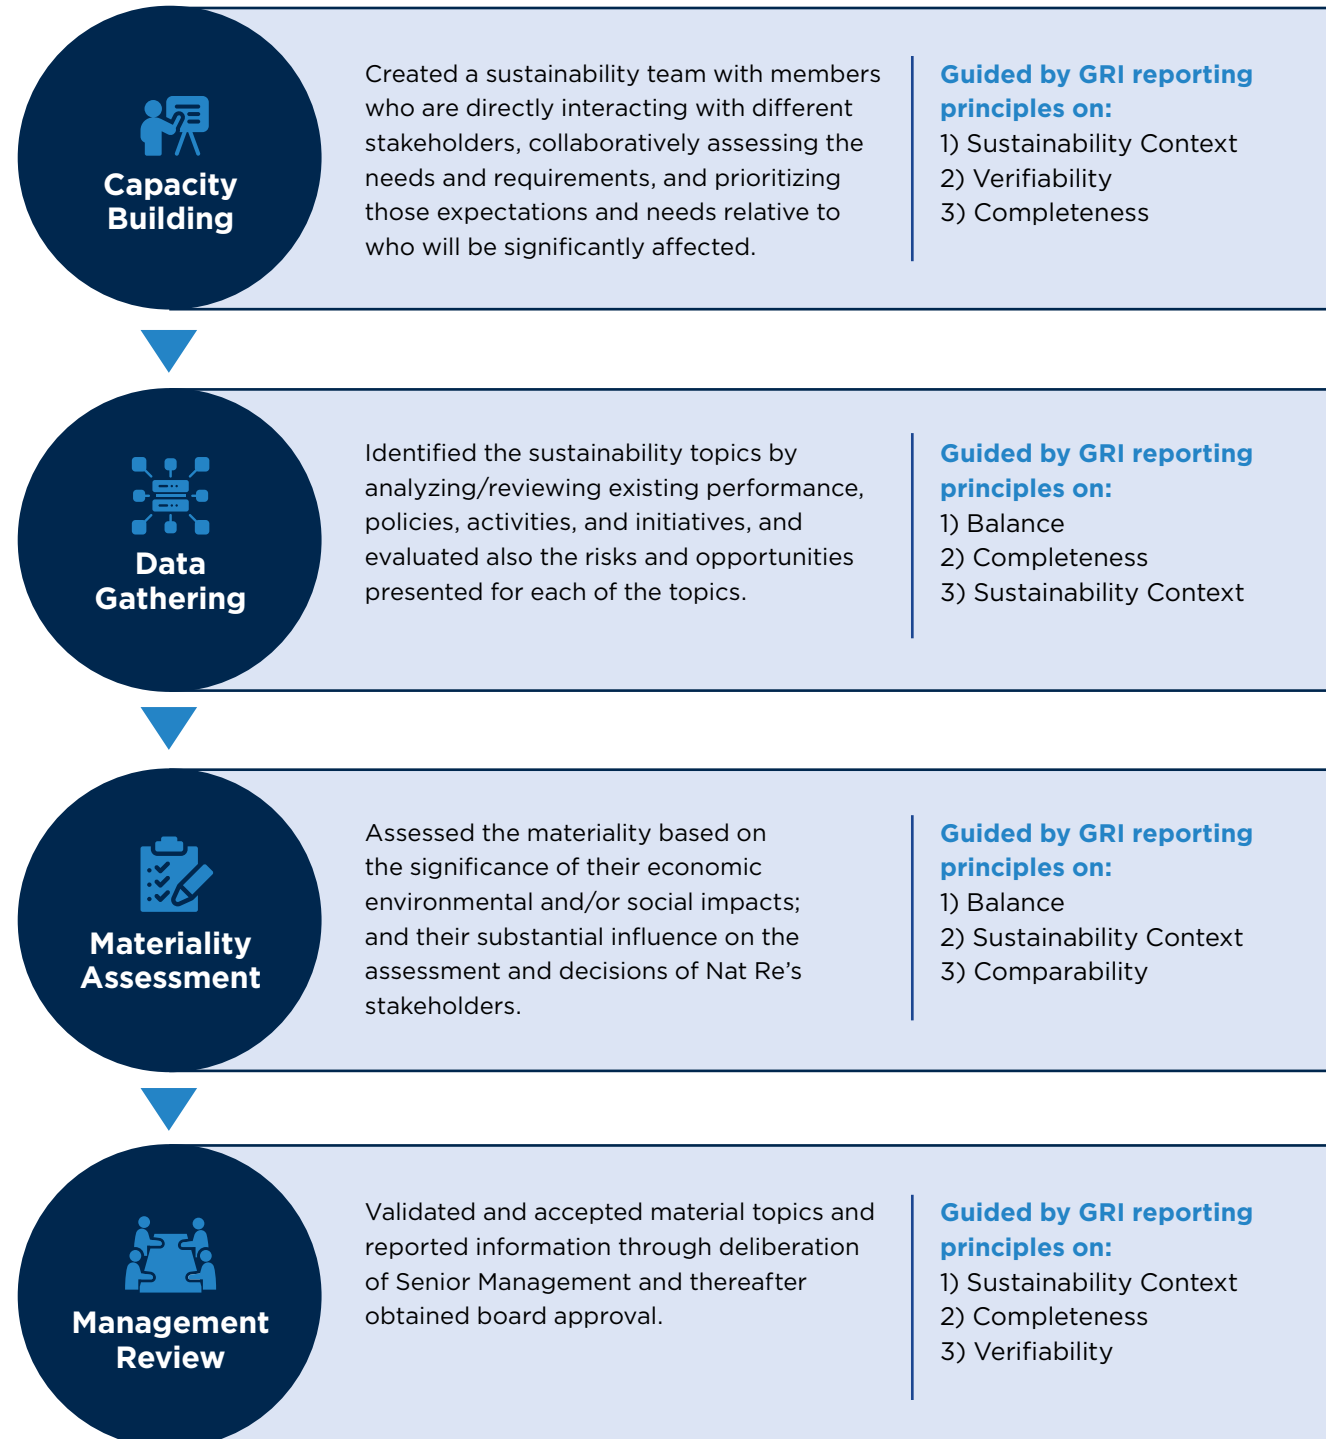 Capacity
Building
Created a sustainability team with members
who are directly interacting with different
stakeholders, collaboratively assessing the
needs and requirements, and prioritizing
those expectations and needs relative to
who will be significantly affected.
Guided by GRI reporting
principles on:
1) Sustainability Context
2) Verifiability
3) Completeness
Data
Gathering
Identified the sustainability topics by
analyzing/reviewing existing performance,
policies, activities, and initiatives, and
evaluated also the risks and opportunities
presented for each of the topics.
Guided by GRI reporting
principles on:
1) Balance
2) Completeness
3) Sustainability Context
Materiality
Assessment
Assessed the materiality based on
the significance of their economic
environmental and/or social impacts;
and their substantial influence on the
assessment and decisions of Nat Re’s
stakeholders.
Guided by GRI reporting
principles on:
1) Balance
2) Sustainability Context
3) Comparability
Management
Review
Validated and accepted material topics and
reported information through deliberation
of Senior Management and thereafter
obtained board approval.
Guided by GRI reporting
principles on:
1) Sustainability Context
2) Completeness
3) Verifiability